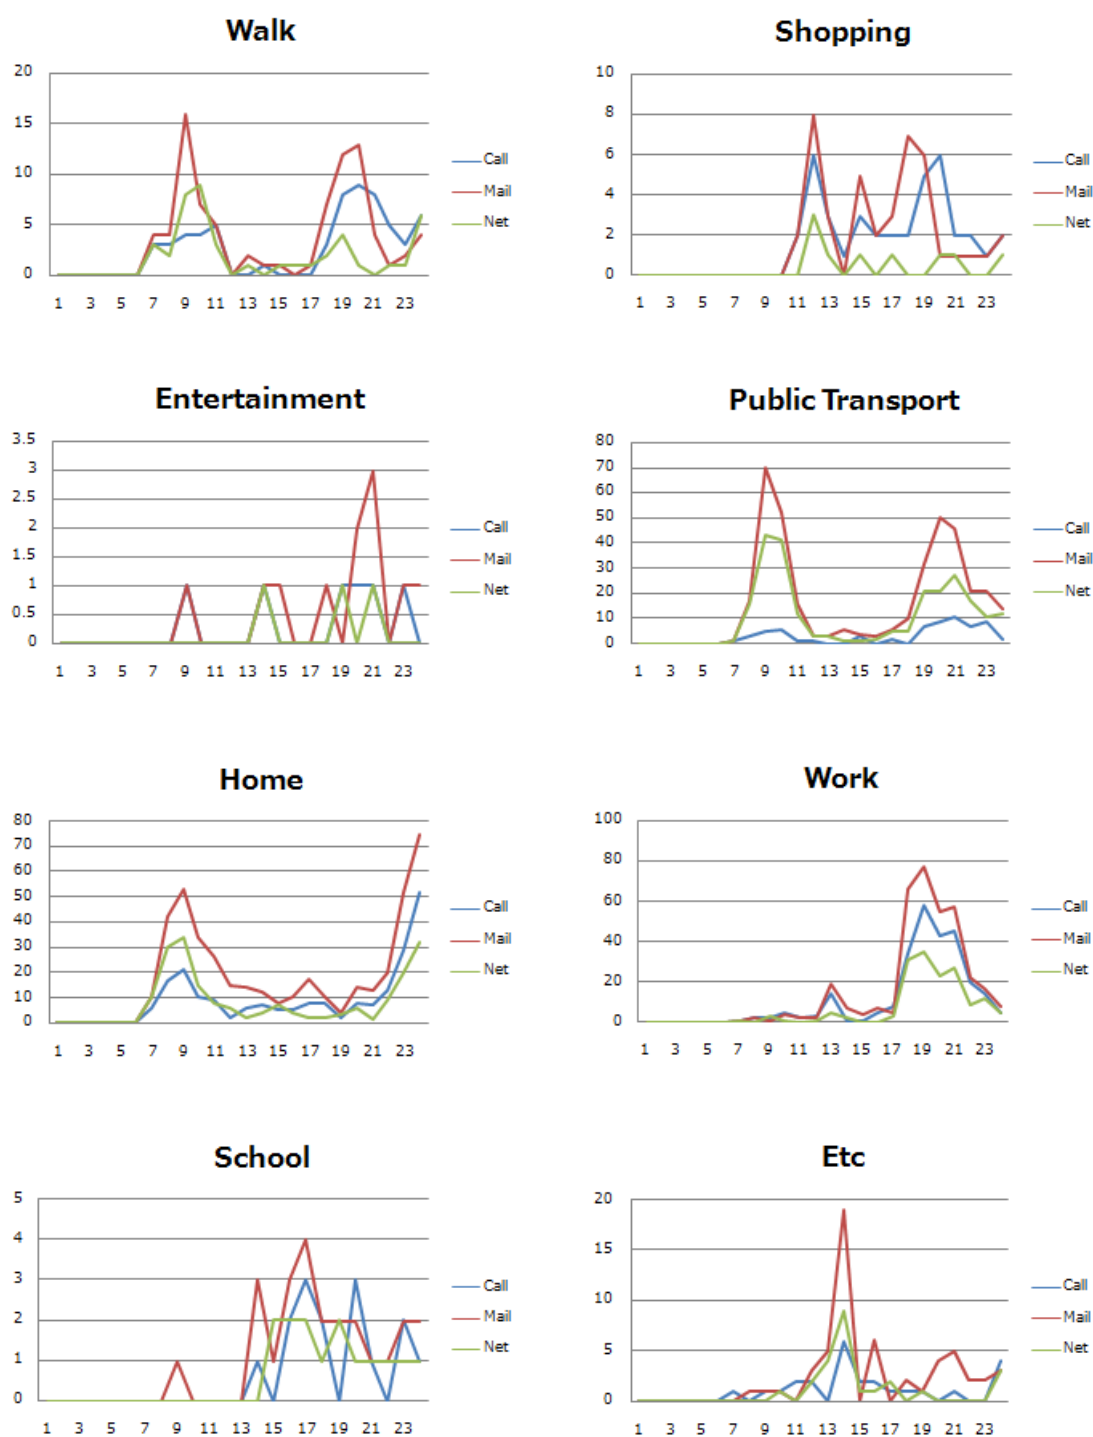 Walk
20
15
10
5
0
1 3 5 7 9 11 13 15 17 19 21 23
Call
Mail
Net
Shopping
10
8
6
4
2
0
1 3 5 7 9 11 13 15 17 19 21 23
Call
Mail
Net
Entertainment
3.5
3
2.5
2
1.5
1
0.5
0
1 3 5 7 9 11 13 15 17 19 21 23
Call
Mail
Net
Public Transport
80
70
60
50
40
30
20
10
0
1 3 5 7 9 11 13 15 17 19 21 23
Call
Mail
Net
Home
80
70
60
50
40
30
20
10
0
1 3 5 7 9 11 13 15 17 19 21 23
Call
Mail
Net
Work
100
80
60
40
20
0
1 3 5 7 9 11 13 15 17 19 21 23
Call
Mail
Net
School
5
4
3
2
1
0
1 3 5 7 9 11 13 15 17 19 21 23
Call
Mail
Net
Etc
20
15
10
5
0
1 3 5 7 9 11 13 15 17 19 21 23
Call
Mail
Net